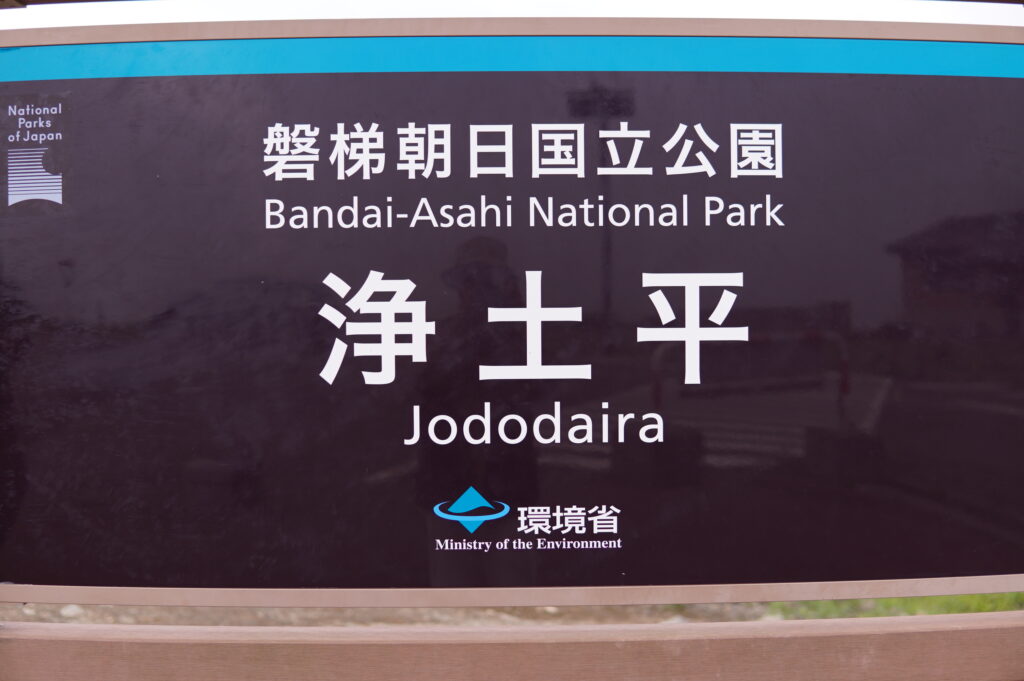 National
Parks
of Japan
磐梯朝日国立公園
Bandai-Asahi National Park
浄土平
Jododaira
環境省
Ministry of the Environment